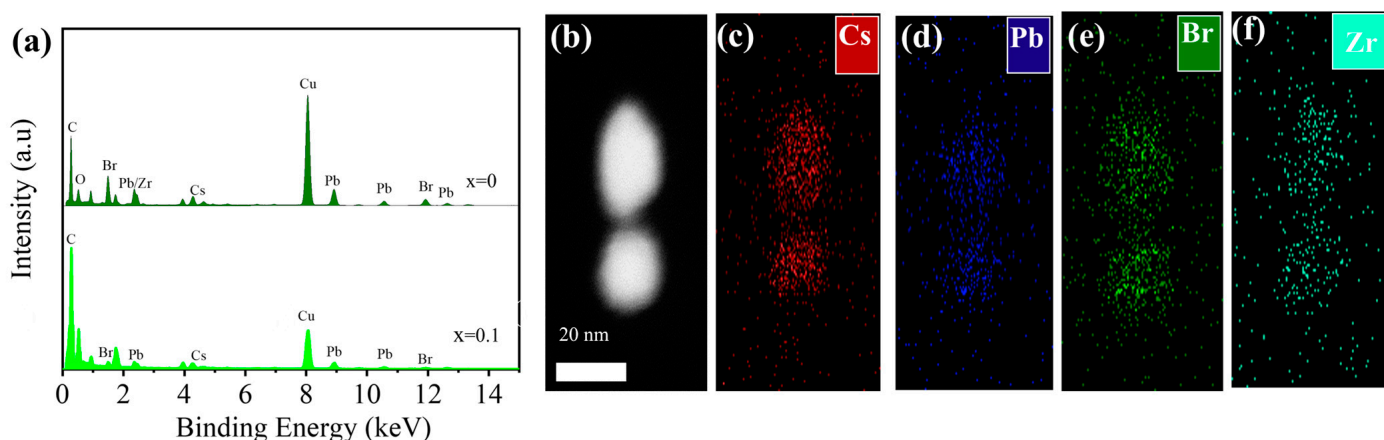 (a)
Intensity (a.u)
C
O
Br
Pb/Zr
Cs
Cu
Pb
Pb
Br
Pb
x=0
C
Br
Pb
Cs
Cu
Pb
Pb
Br
x=0.1
0 2 4 6 8 10 12 14
Binding Energy (keV)
(b)
20 nm
(c) Cs
(d) Pb
(e) Br
(f) Zr